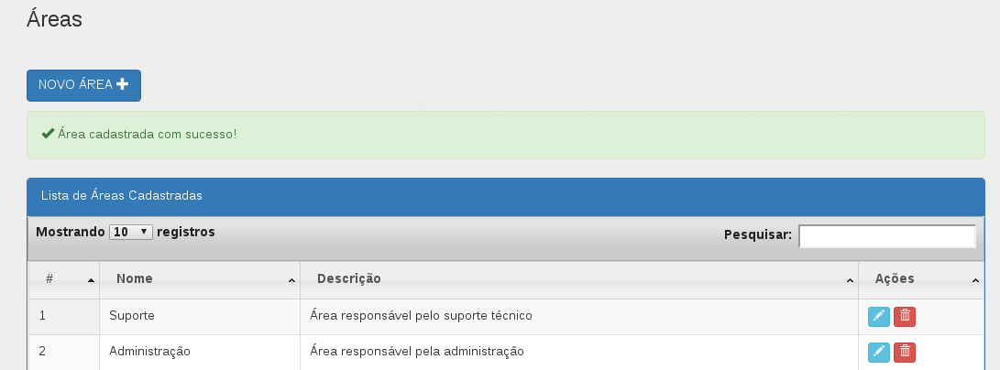 Áreas
NOVO ÁREA
Área cadastrada com sucesso!
Lista de Áreas Cadastradas
Mostrando 10 registros Pesquisar:
# Nome Descrição Ações
1 Suporte Área responsável pelo suporte técnico
2 Administração Área responsável pela administração